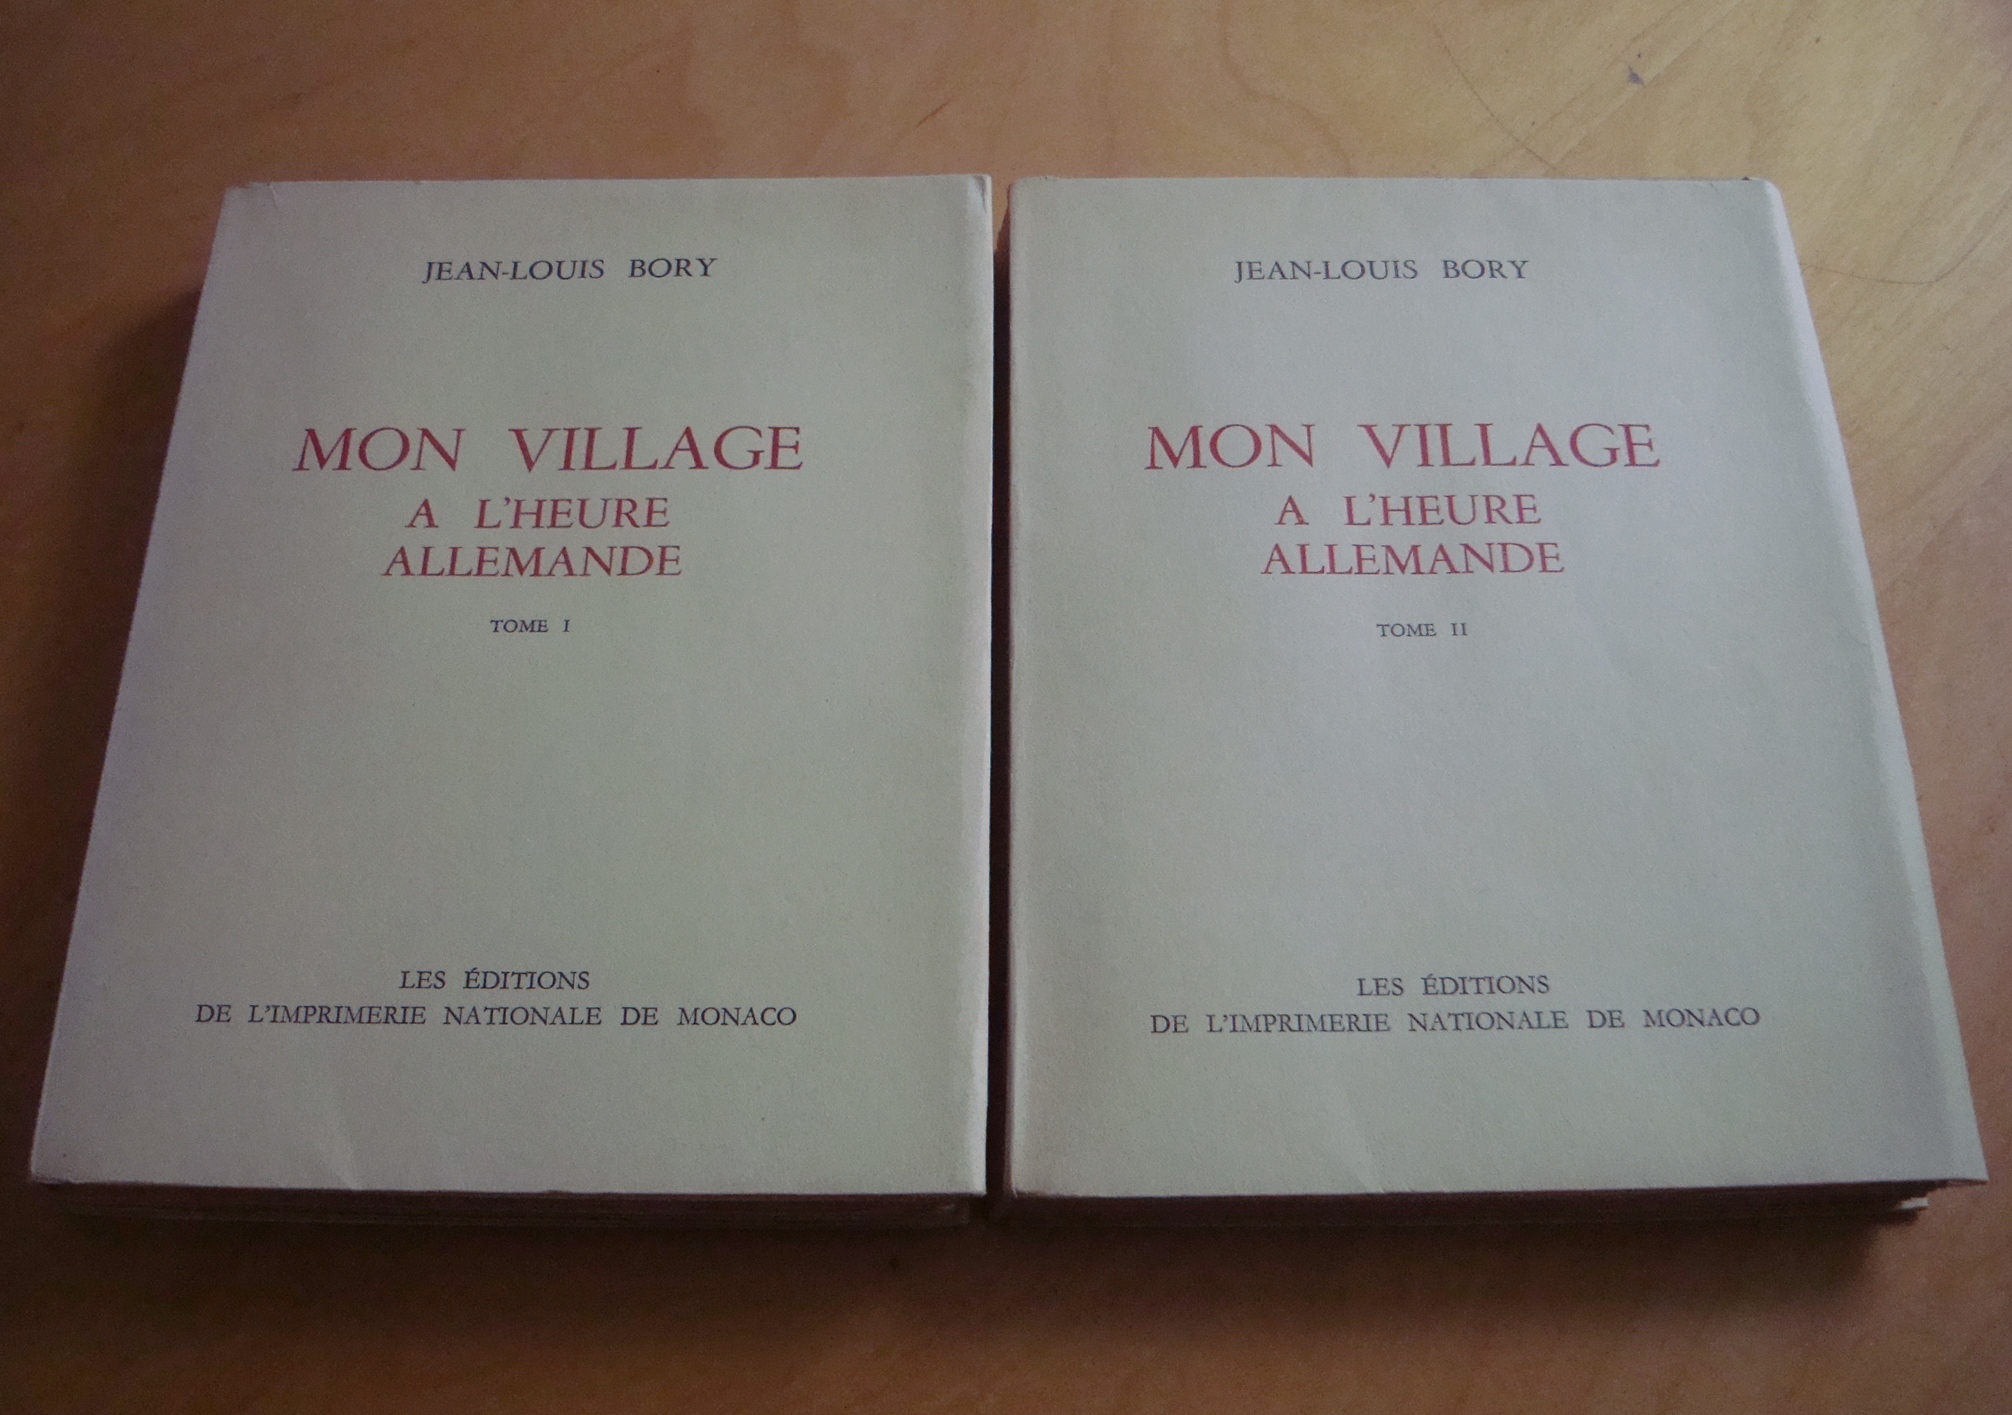 JEAN-LOUIS BORY
MON VILLAGE
A L'HEURE
ALLEMANDE
TOME I
LES ÉDITIONS
DE L'IMPRIMERIE NATIONALE DE MONACO
JEAN-LOUIS BORY
MON VILLAGE
A L'HEURE
ALLEMANDE
TOME II
LES ÉDITIONS
DE L'IMPRIMERIE NATIONALE DE MONACO